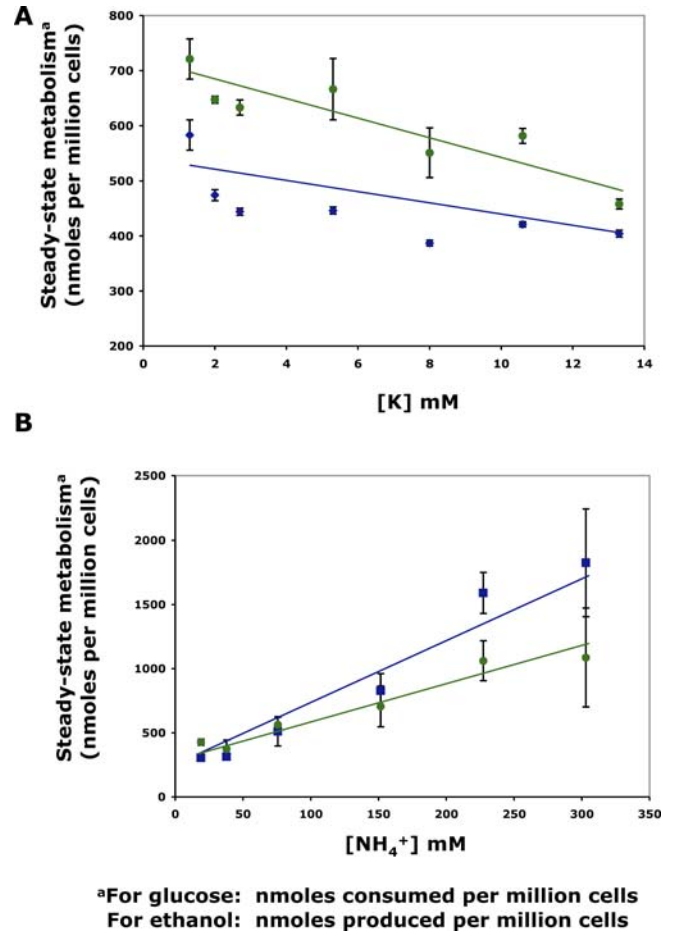 A
Steady-state metabolismᵃ
(nmoles per million cells)
800
700
600
500
400
300
200
0
2
4
6
8
10
12
14
[K] mM
B
Steady-state metabolismᵃ
(nmoles per million cells)
2500
2000
1500
1000
500
0
0
50
100
150
200
250
300
350
[NH₄⁺] mM
ᵃFor glucose: nmoles consumed per million cells
For ethanol: nmoles produced per million cells